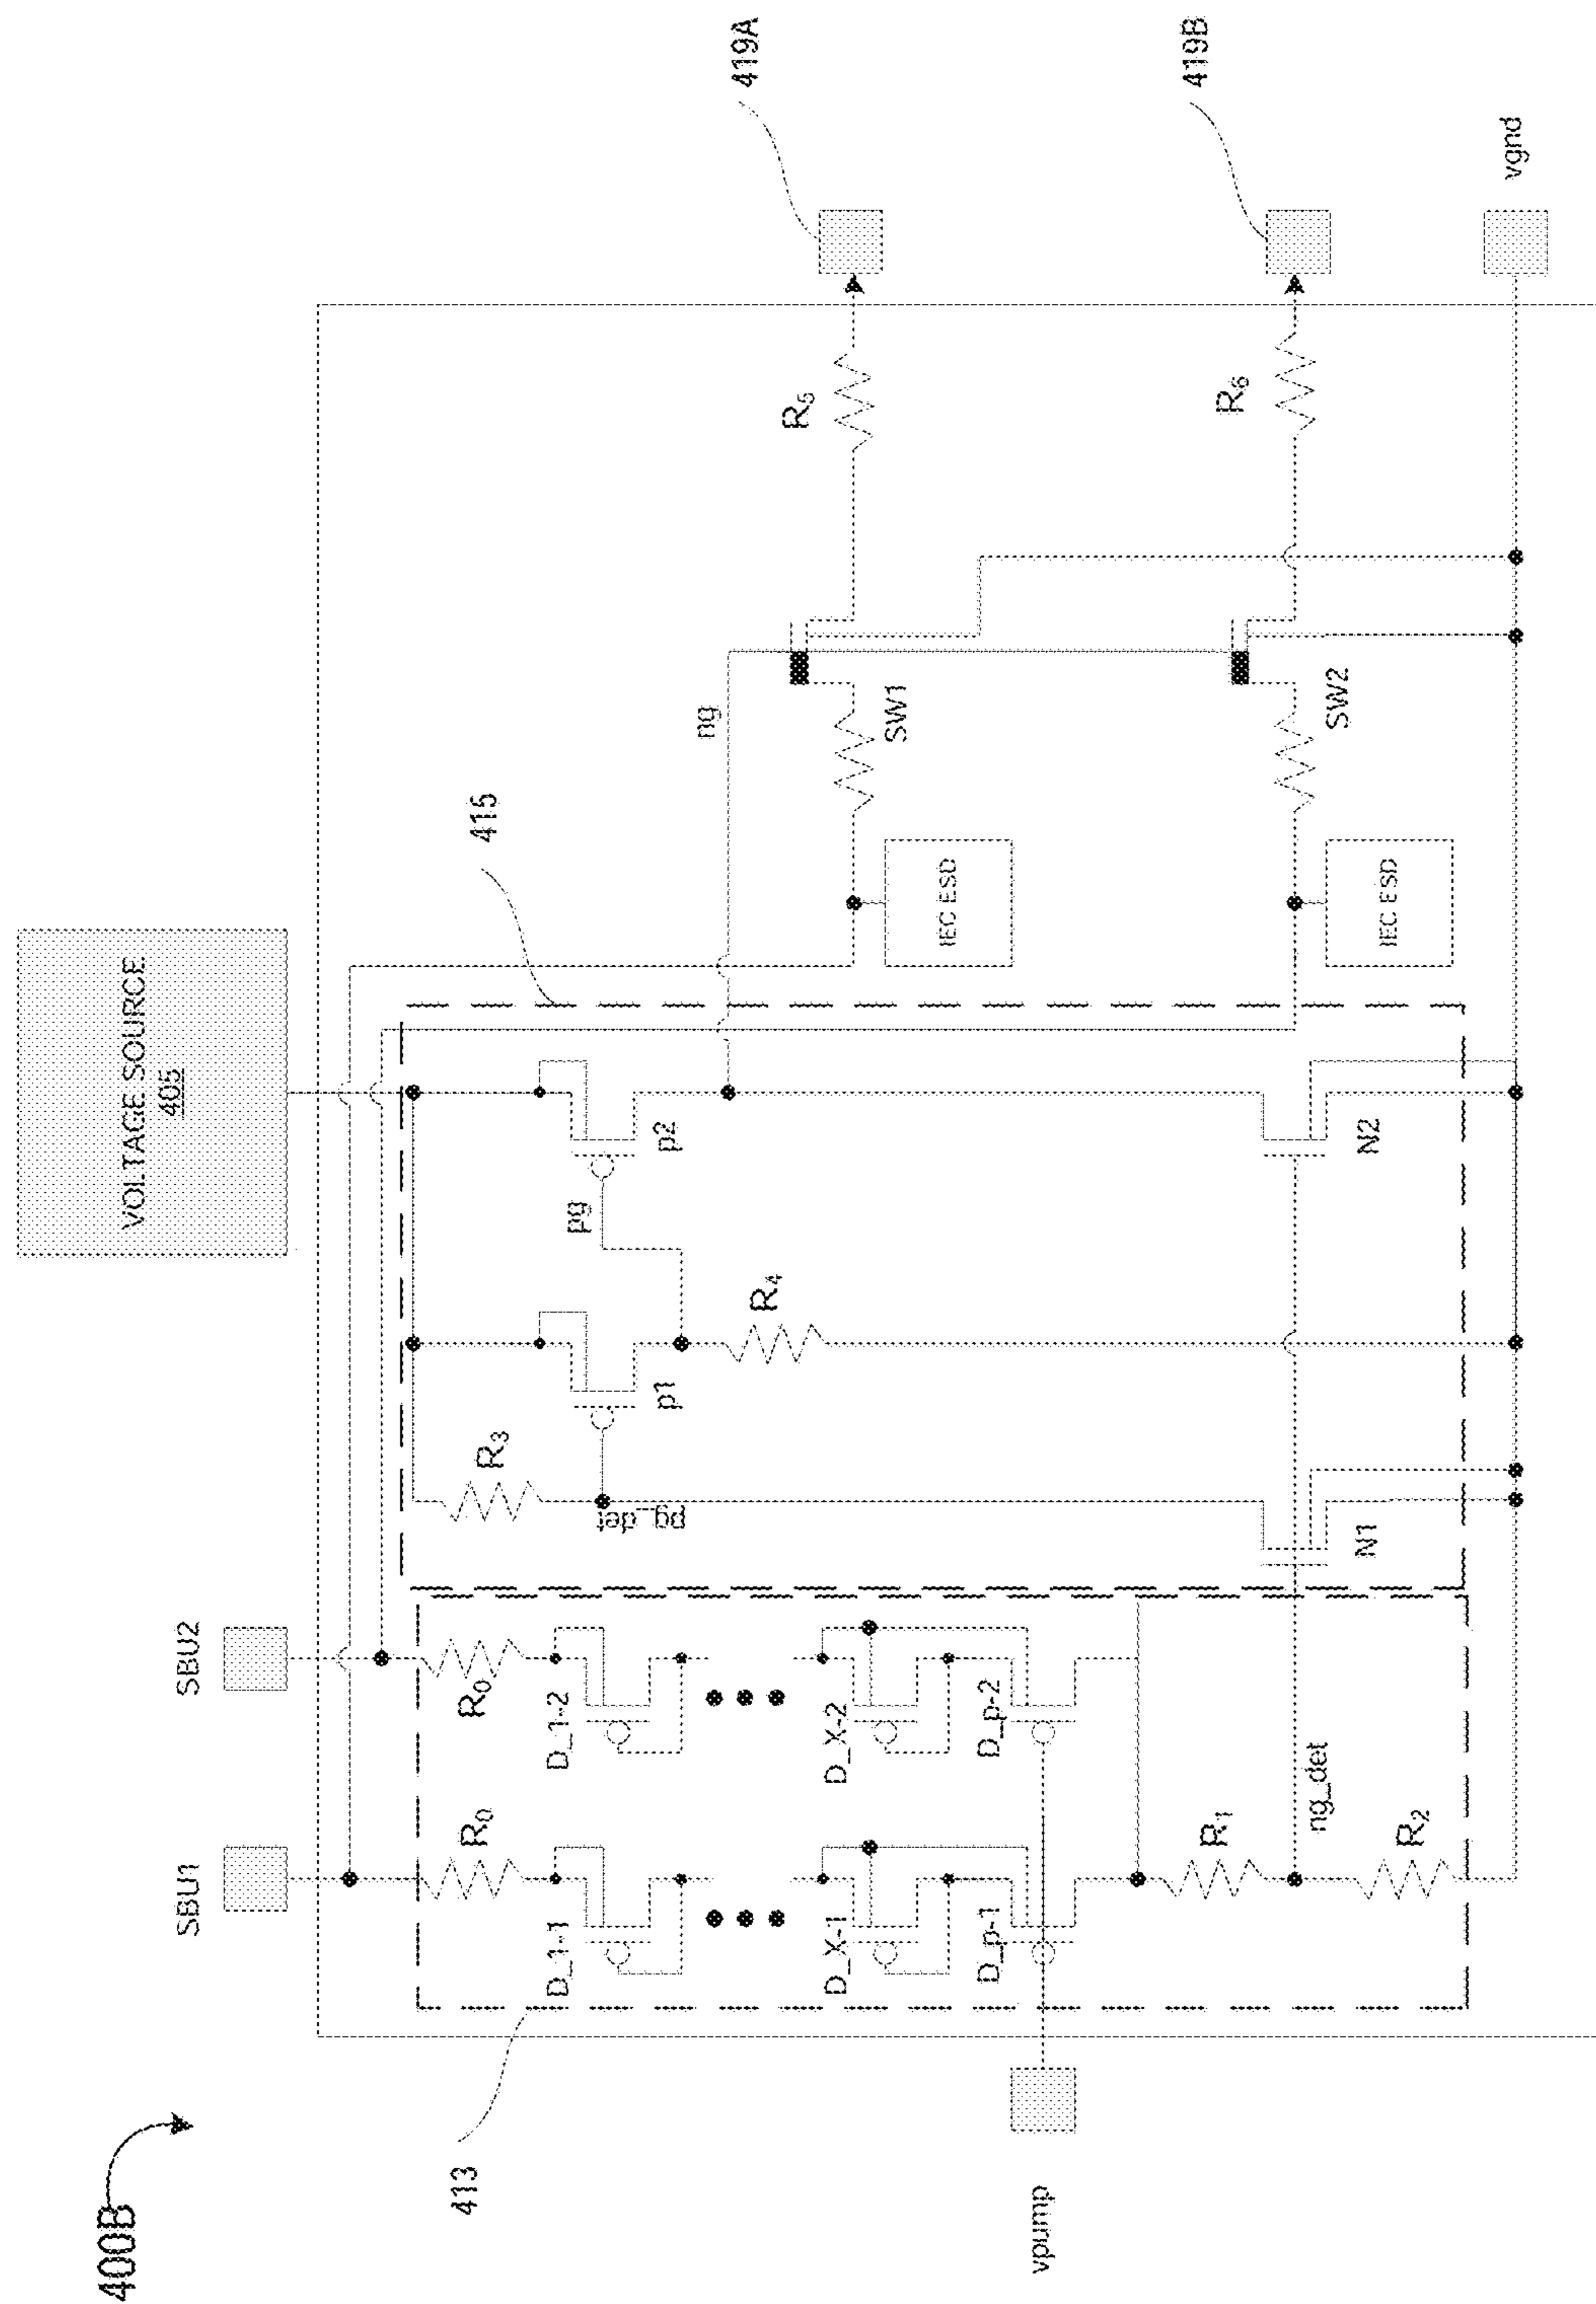 400B
VOLTAGE SOURCE
405
SBU1
SBU2
413
415
419A
419B
vpump
vgnd
R0
R0
D_1-1
D_1-2
D_X-1
D_X-2
D_p-1
D_p-2
R1
ng_det
R2
R3
pg_det
p1
R4
pg
p2
N1
N2
ng
IEC ESD
IEC ESD
SW1
SW2
R5
R6